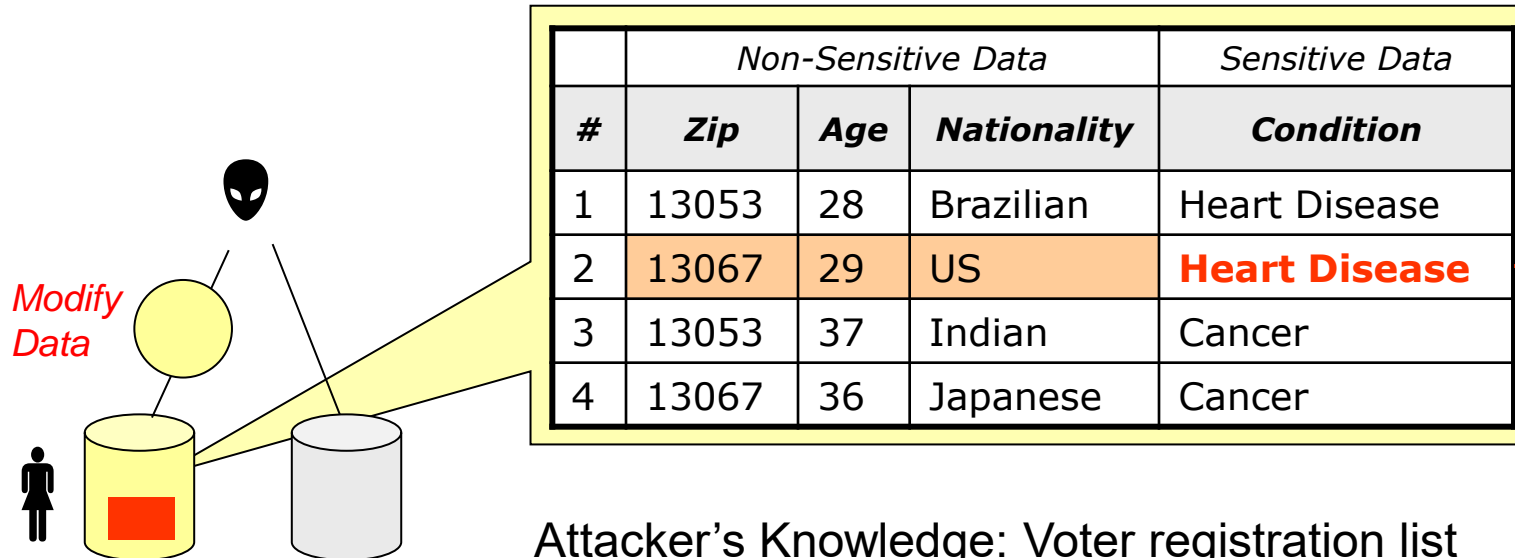 Non-Sensitive Data Sensitive Data
# Zip Age Nationality Condition
1 13053 28 Brazilian Heart Disease
2 13067 29 US Heart Disease
3 13053 37 Indian Cancer
4 13067 36 Japanese Cancer
Modify
Data
Attacker's Knowledge: Voter registration list